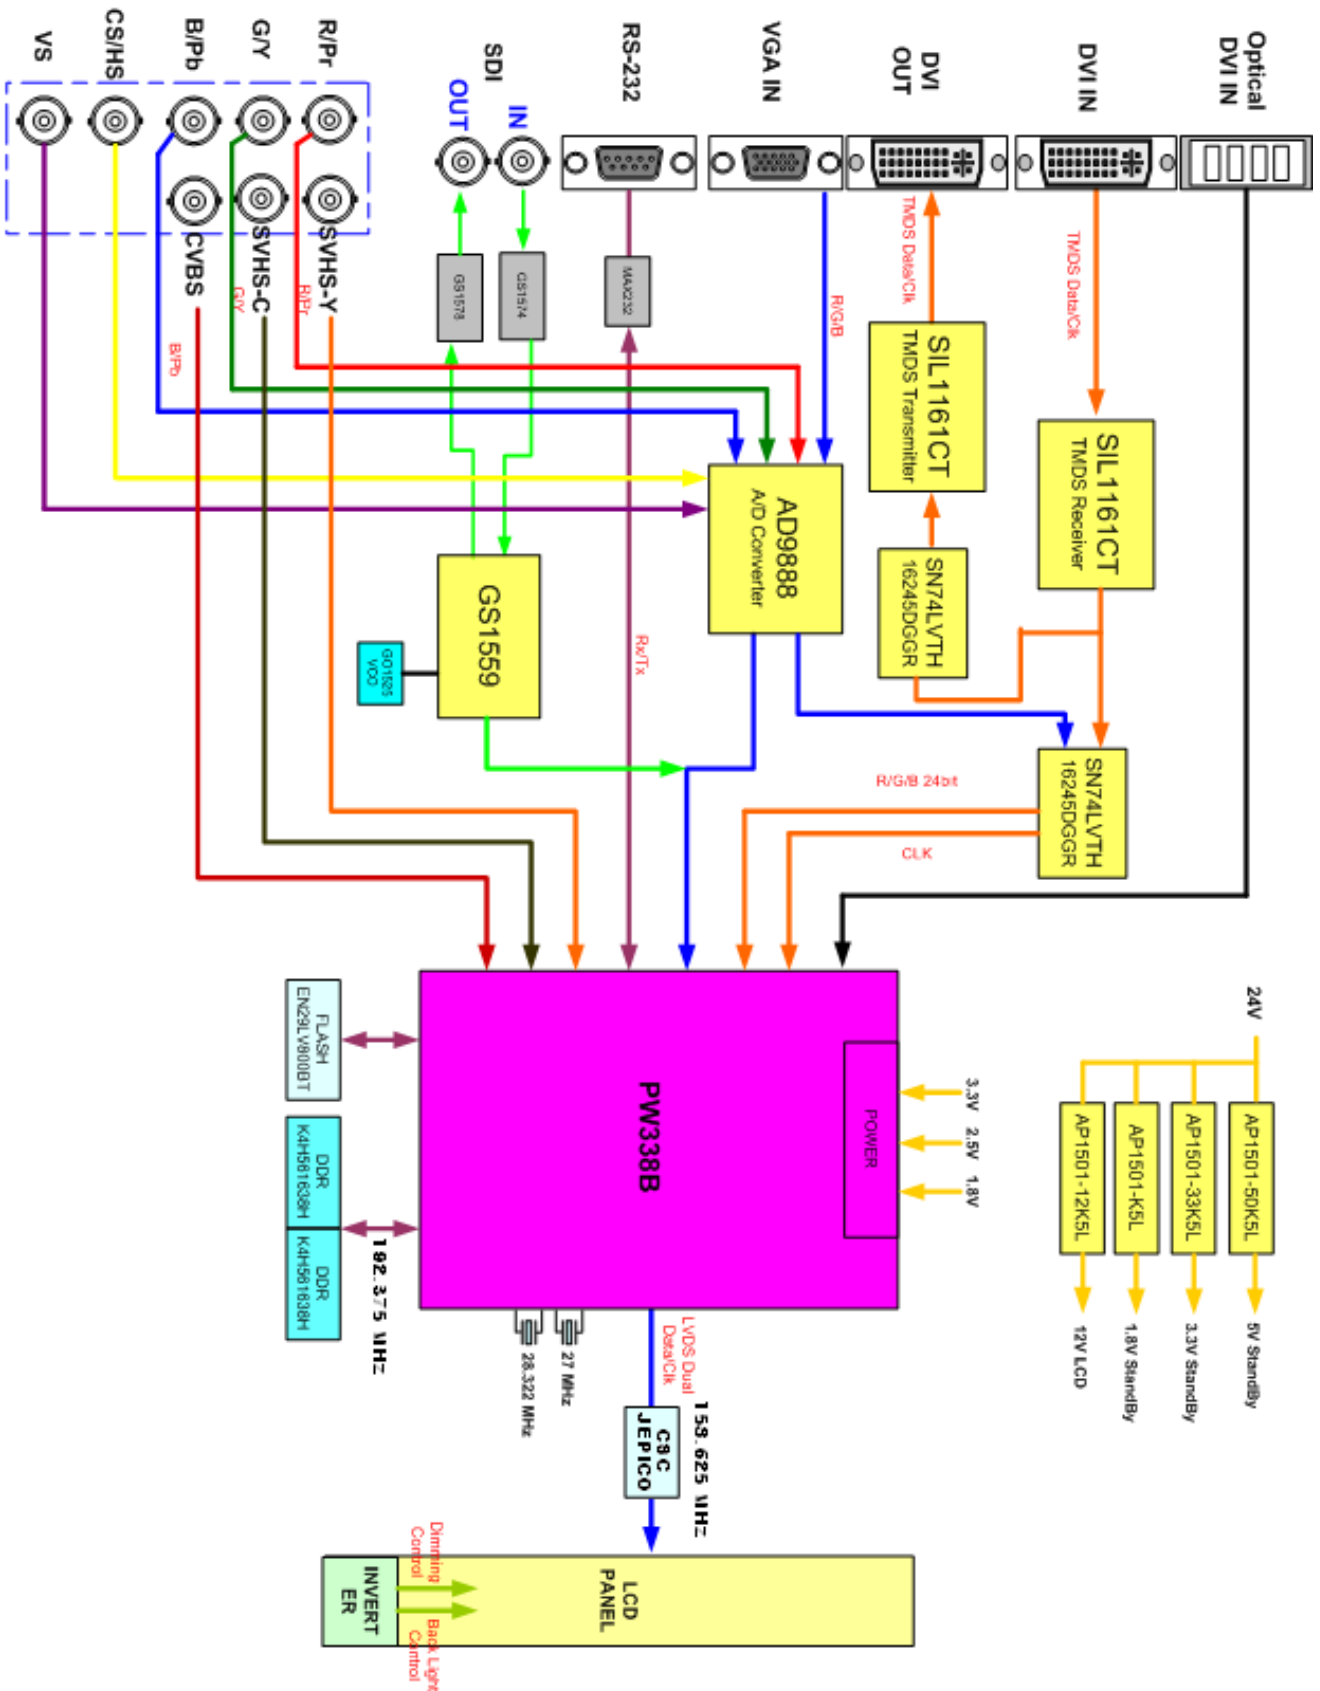 Optical
DVI IN
DVI IN
DVI
OUT
VGA IN
RS-232
SDI
IN
OUT
R/Pr
G/Y
B/Pb
CS/HS
VS
SVHS-Y
SVHS-C
CVBS
R/Pr
G/Y
B/Pb
TMDS Data/Clk
TMDS Data/Clk
R/G/B
MAX232
GS1574
GS1578
SIL1161CT
TMDS Receiver
SIL1161CT
TMDS Transmitter
SN74LVTH
16245DGGR
AD9888
A/D Converter
GS1559
GO1525
VCO
Rx/Tx
SN74LVTH
16245DGGR
R/G/B 24bit
CLK
24V
AP1501-50K5L
5V StandBy
AP1501-33K5L
3.3V StandBy
AP1501-K5L
1.8V StandBy
AP1501-12K5L
12V LCD
3.3V
2.5V
1.8V
POWER
PW338B
FLASH
EN29LV800BT
DDR
K4H561638H
DDR
K4H561638H
192.375 MHz
27 MHz
28.322 MHz
LVDS Dual
Data/Clk
CSC
JEPICO
LCD
PANEL
INVERT
ER
Dimming
Control
Back Light
Control